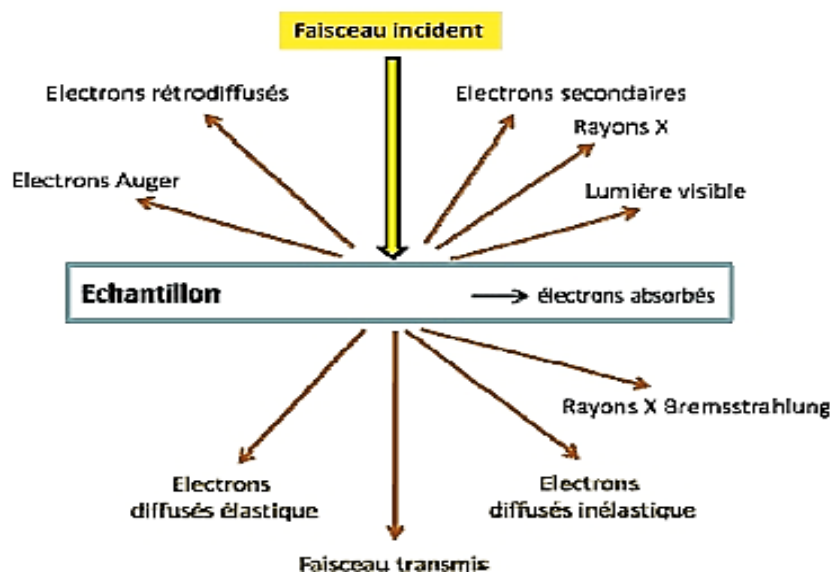 Faisceau incident
Electrons rétrodiffusés
Electrons secondaires
Rayons X
Electrons Auger
Lumière visible
Echantillon
électrons absorbés
Rayons X Bremsstrahlung
Electrons
diffusés élastique
Electrons
diffusés inélastique
Faisceau transmis